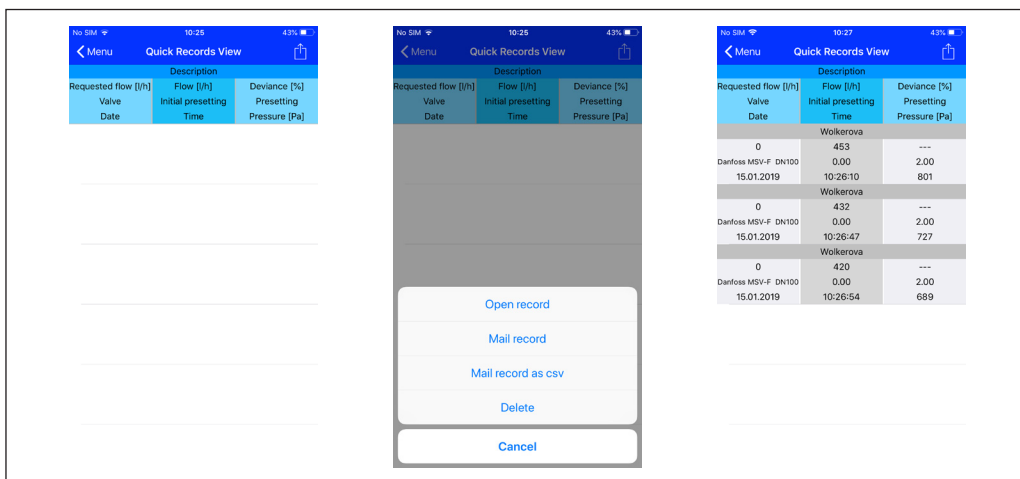 No SIM 10:25 43%
Menu Quick Records View
Description
Requested flow [l/h] Flow [l/h] Deviance [%]
Valve Initial presetting Presetting
Date Time Pressure [Pa]
No SIM 10:25 43%
Menu Quick Records View
Description
Requested flow [l/h] Flow [l/h] Deviance [%]
Valve Initial presetting Presetting
Date Time Pressure [Pa]
Open record
Mail record
Mail record as csv
Delete
Cancel
No SIM 10:27 43%
Menu Quick Records View
Description
Requested flow [l/h] Flow [l/h] Deviance [%]
Valve Initial presetting Presetting
Date Time Pressure [Pa]
Wolkerova
0 453 ---
Danfoss MSV-F DN100 0.00 2.00
15.01.2019 10:26:10 801
Wolkerova
0 432 ---
Danfoss MSV-F DN100 0.00 2.00
15.01.2019 10:26:47 727
Wolkerova
0 420 ---
Danfoss MSV-F DN100 0.00 2.00
15.01.2019 10:26:54 689